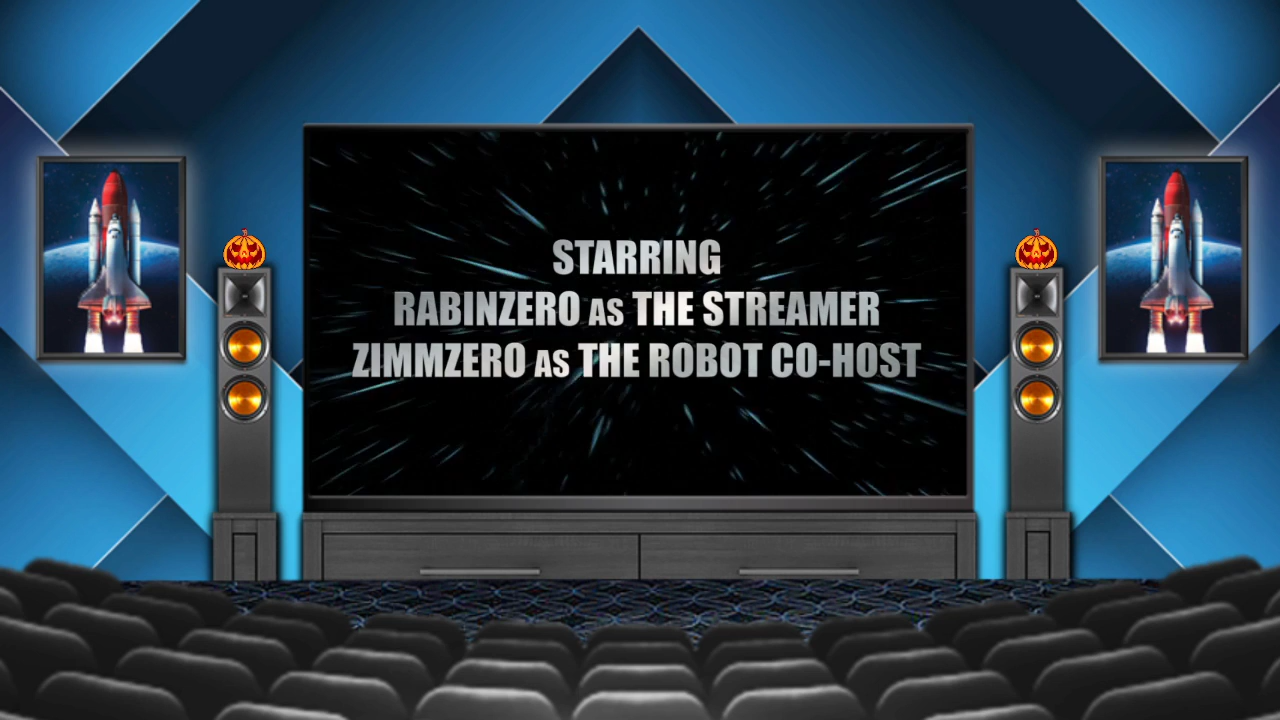 STARRING
RABINZERO AS THE STREAMER
ZIMMZERO AS THE ROBOT CO-HOST